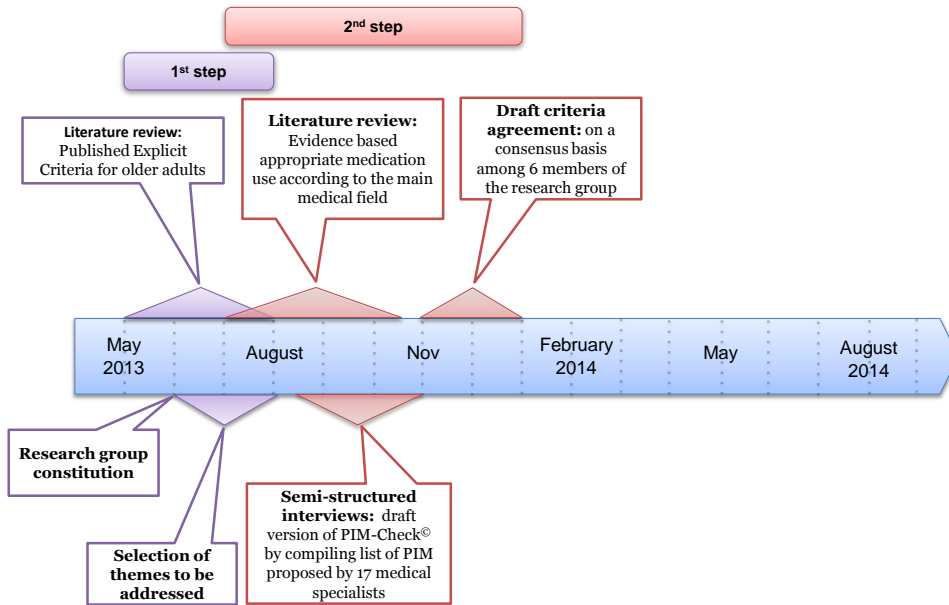 2nd step
1st step
Literature review:
Published Explicit
Criteria for older adults
Literature review:
Evidence based
appropriate medication
use according to the main
medical field
Draft criteria
agreement: on a
consensus basis
among 6 members of
the research group
May
2013
August
Nov
February
2014
May
August
2014
Research group
constitution
Selection of
themes to be
addressed
Semi-structured
interviews: draft
version of PIM-Check©
by compiling list of PIM
proposed by 17 medical
specialists